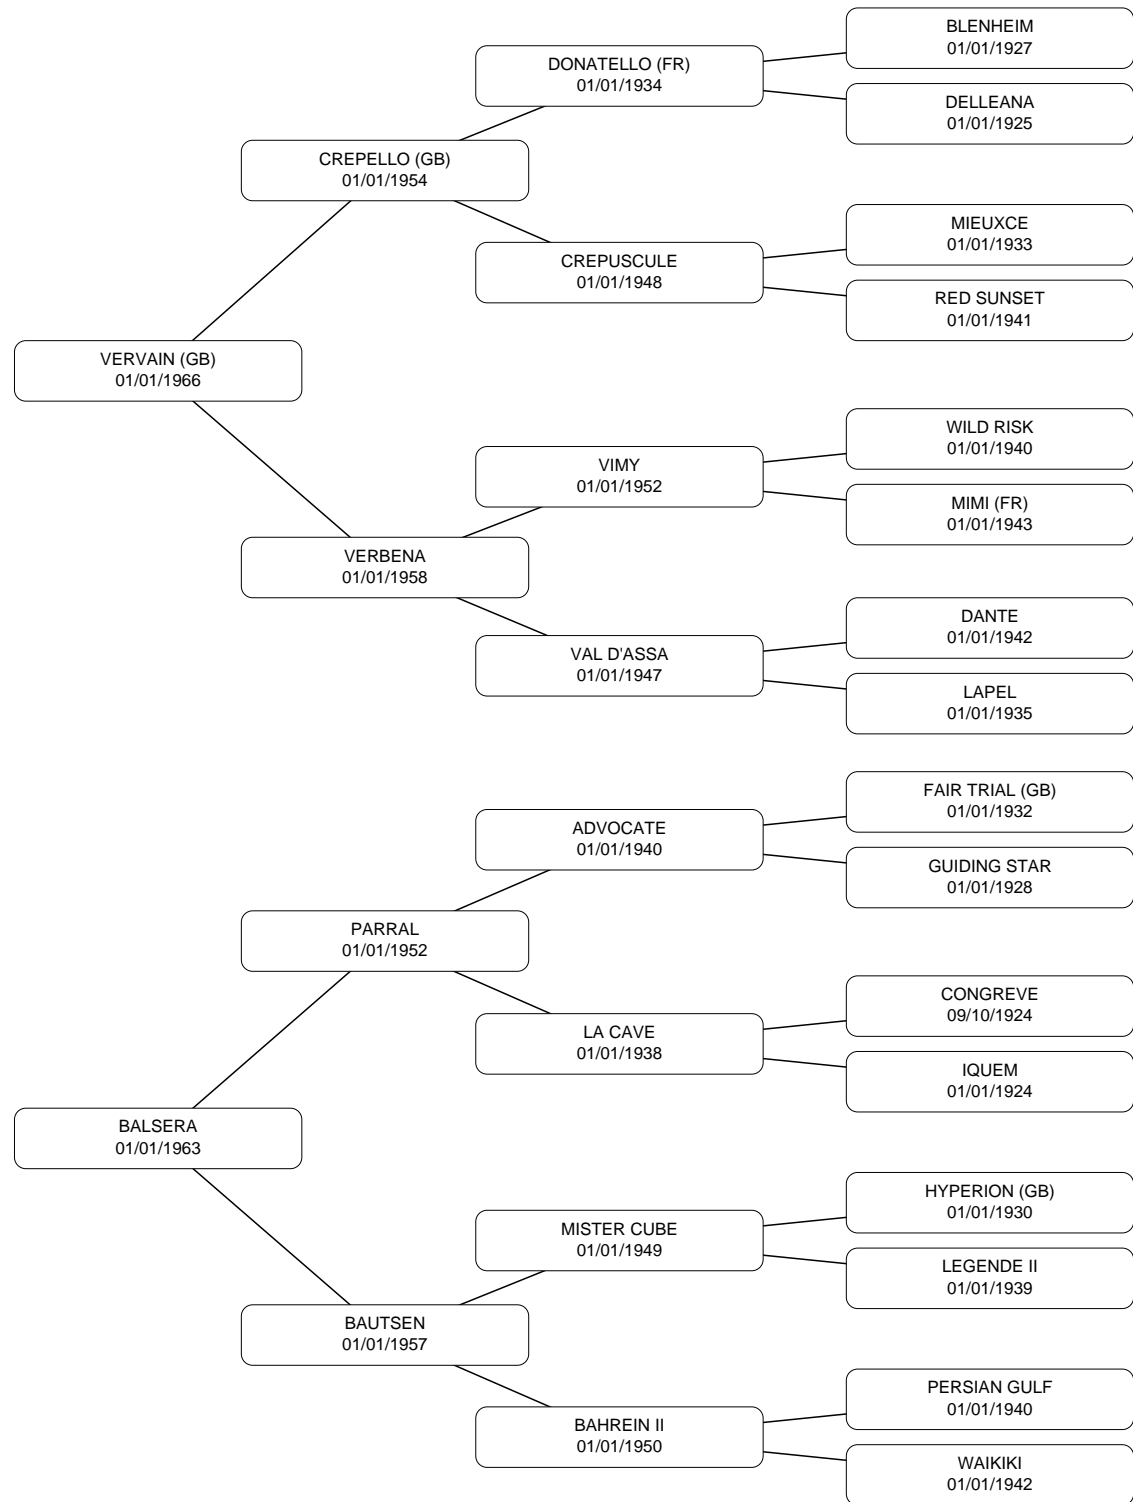 BLENHEIM
01/01/1927
DONATELLO (FR)
01/01/1934
DELLEANA
01/01/1925
CREPELLO (GB)
01/01/1954
MIEUXCE
01/01/1933
CREPUSCULE
01/01/1948
RED SUNSET
01/01/1941
VERVAIN (GB)
01/01/1966
WILD RISK
01/01/1940
VIMY
01/01/1952
MIMI (FR)
01/01/1943
VERBENA
01/01/1958
DANTE
01/01/1942
VAL D'ASSA
01/01/1947
LAPEL
01/01/1935
FAIR TRIAL (GB)
01/01/1932
ADVOCATE
01/01/1940
GUIDING STAR
01/01/1928
PARRAL
01/01/1952
CONGREVE
09/10/1924
LA CAVE
01/01/1938
IQUEM
01/01/1924
BALSERA
01/01/1963
HYPERION (GB)
01/01/1930
MISTER CUBE
01/01/1949
LEGENDE II
01/01/1939
BAUTSEN
01/01/1957
PERSIAN GULF
01/01/1940
BAHREIN II
01/01/1950
WAIKIKI
01/01/1942